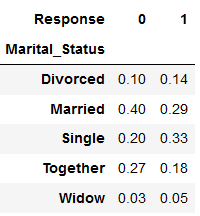 Response 0 1
Marital_Status
Divorced 0.10 0.14
Married 0.40 0.29
Single 0.20 0.33
Together 0.27 0.18
Widow 0.03 0.05